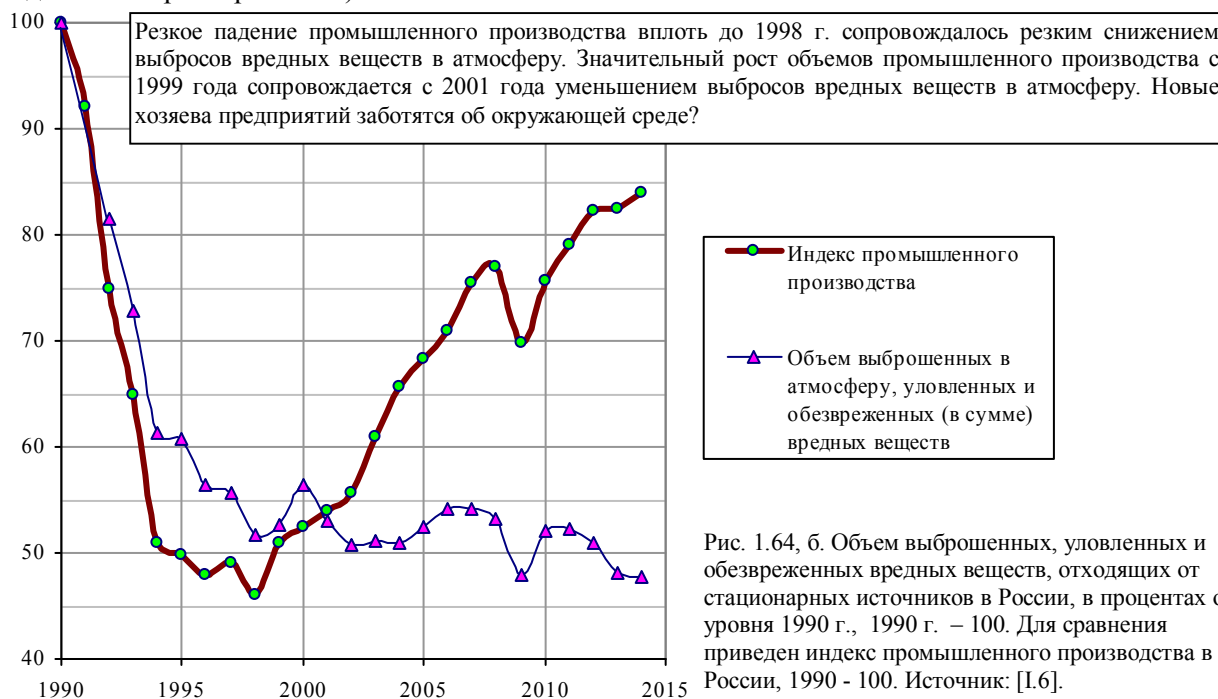 100
Резкое падение промышленного производства вплоть до 1998 г. сопровождалось резким снижением
выбросов вредных веществ в атмосферу. Значительный рост объемов промышленного производства с
1999 года сопровождается с 2001 года уменьшением выбросов вредных веществ в атмосферу. Новые
хозяева предприятий заботятся об окружающей среде?
90
80
70
60
50
40
1990
1995
2000
2005
2010
2015
Индекс промышленного
производства
Объем выброшенных в
атмосферу, уловленных и
обезвреженных (в сумме)
вредных веществ
Рис. 1.64, б. Объем выброшенных, уловленных и
обезвреженных вредных веществ, отходящих от
стационарных источников в России, в процентах о
уровня 1990 г., 1990 г. – 100. Для сравнения
приведен индекс промышленного производства в
России, 1990 - 100. Источник: [I.6].